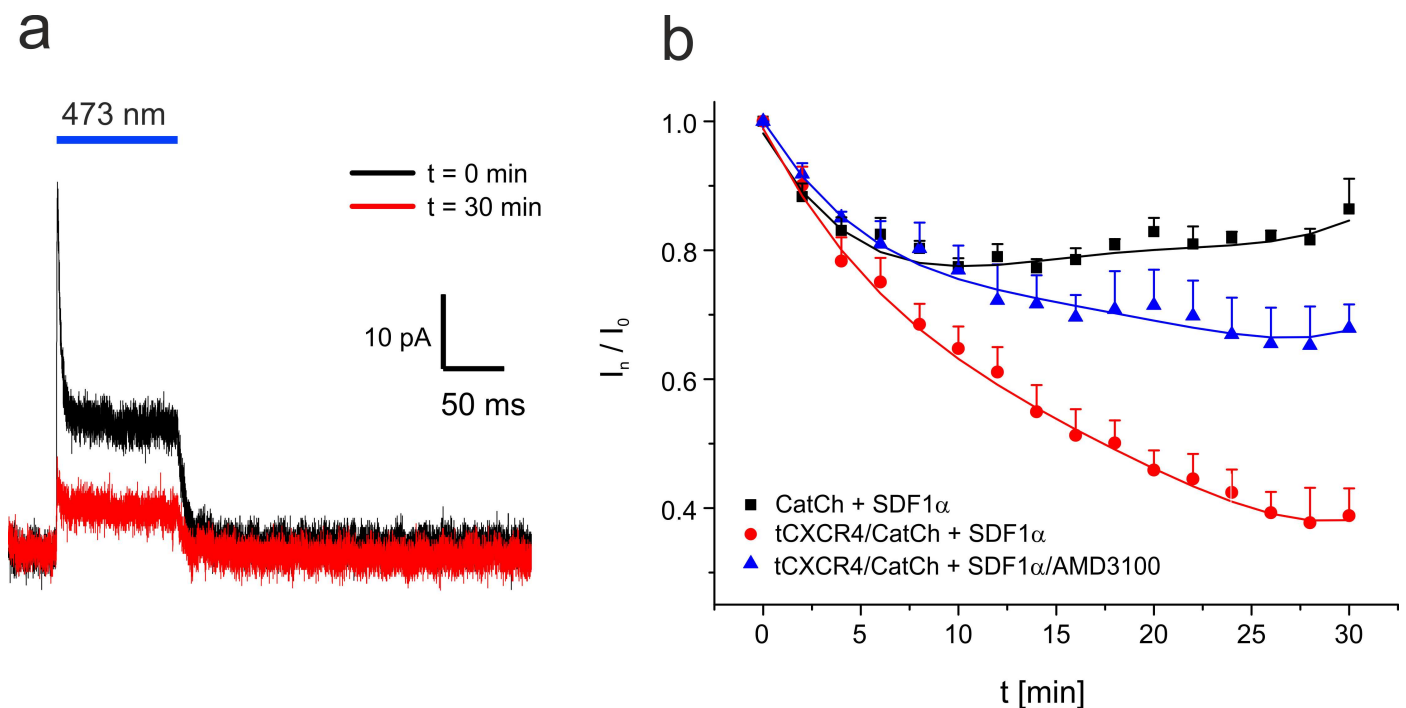 a
473 nm
t = 0 min
t = 30 min
10 pA
50 ms
b
1.0
0.8
0.6
0.4
Iₙ / I₀
CatCh + SDF1α
tCXCR4/CatCh + SDF1α
tCXCR4/CatCh + SDF1α/AMD3100
0 5 10 15 20 25 30
t [min]